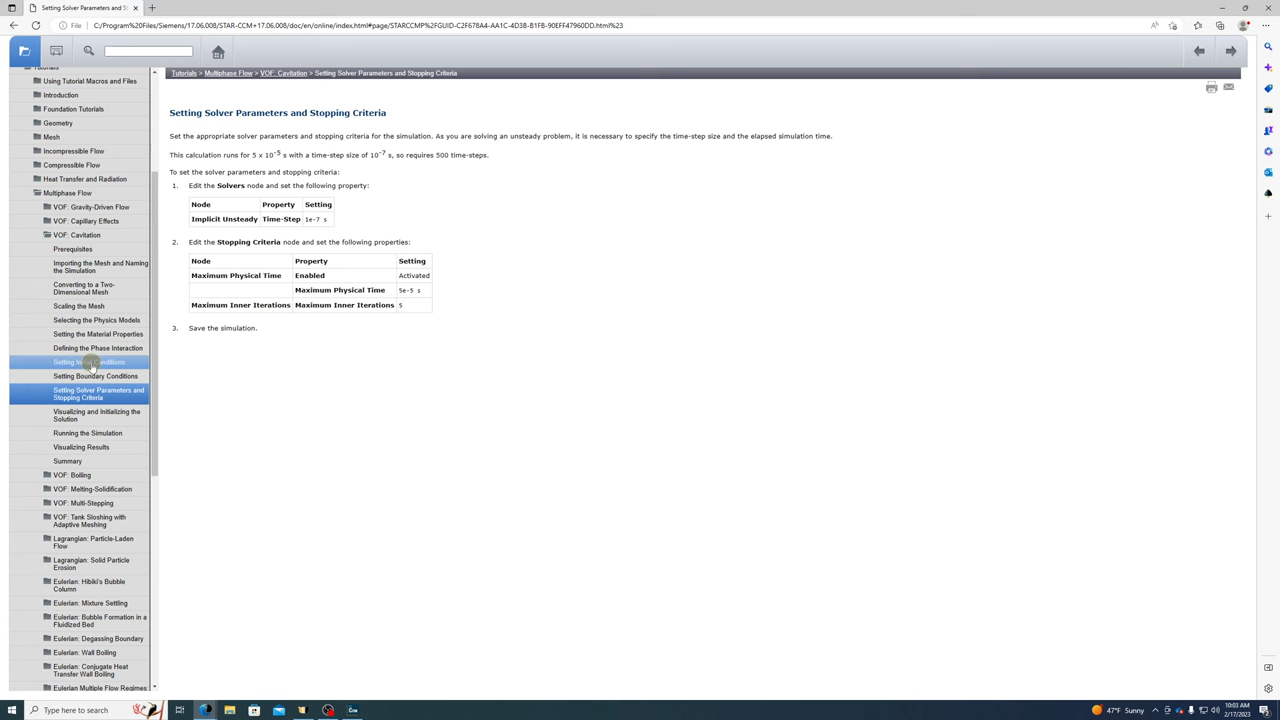 Setting Solver Parameters and S
File
C:/Program%20Files/Siemens/17.06.008/STAR-CCM+17.06.008/doc/en/online/index.html#page/STARCCMP%2FGUID-C2F678A4-AA1C-4D3B-B1FB-90EFF47960DD.html%23
Tutorials
Using Tutorial Macros and Files
Introduction
Foundation Tutorials
Geometry
Mesh
Incompressible Flow
Compressible Flow
Heat Transfer and Radiation
Multiphase Flow
VOF: Gravity-Driven Flow
VOF: Capillary Effects
VOF: Cavitation
Prerequisites
Importing the Mesh and Naming
the Simulation
Converting to a Two-
Dimensional Mesh
Scaling the Mesh
Selecting the Physics Models
Setting the Material Properties
Defining the Phase Interaction
Setting Initial Conditions
Setting Boundary Conditions
Setting Solver Parameters and
Stopping Criteria
Visualizing and Initializing the
Solution
Running the Simulation
Visualizing Results
Summary
VOF: Boiling
VOF: Melting-Solidification
VOF: Multi-Stepping
VOF: Tank Sloshing with
Adaptive Meshing
Lagrangian: Particle-Laden
Flow
Lagrangian: Solid Particle
Erosion
Eulerian: Hibiki's Bubble
Column
Eulerian: Mixture Settling
Eulerian: Bubble Formation in a
Fluidized Bed
Eulerian: Degassing Boundary
Eulerian: Wall Boiling
Eulerian: Conjugate Heat
Transfer Wall Boiling
Eulerian Multiple Flow Regimes
Tutorials > Multiphase Flow > VOF: Cavitation > Setting Solver Parameters and Stopping Criteria
Setting Solver Parameters and Stopping Criteria
Set the appropriate solver parameters and stopping criteria for the simulation. As you are solving an unsteady problem, it is necessary to specify the time-step size and the elapsed simulation time.
This calculation runs for 5 x 10⁻⁵ s with a time-step size of 10⁻⁷ s, so requires 500 time-steps.
To set the solver parameters and stopping criteria:
1. Edit the Solvers node and set the following property:
Node Property Setting
Implicit Unsteady Time-Step 1e-7 s
2. Edit the Stopping Criteria node and set the following properties:
Node Property Setting
Maximum Physical Time Enabled Activated
Maximum Physical Time 5e-5 s
Maximum Inner Iterations Maximum Inner Iterations 5
3. Save the simulation.
Type here to search
47°F Sunny
10:03 AM
2/17/2023